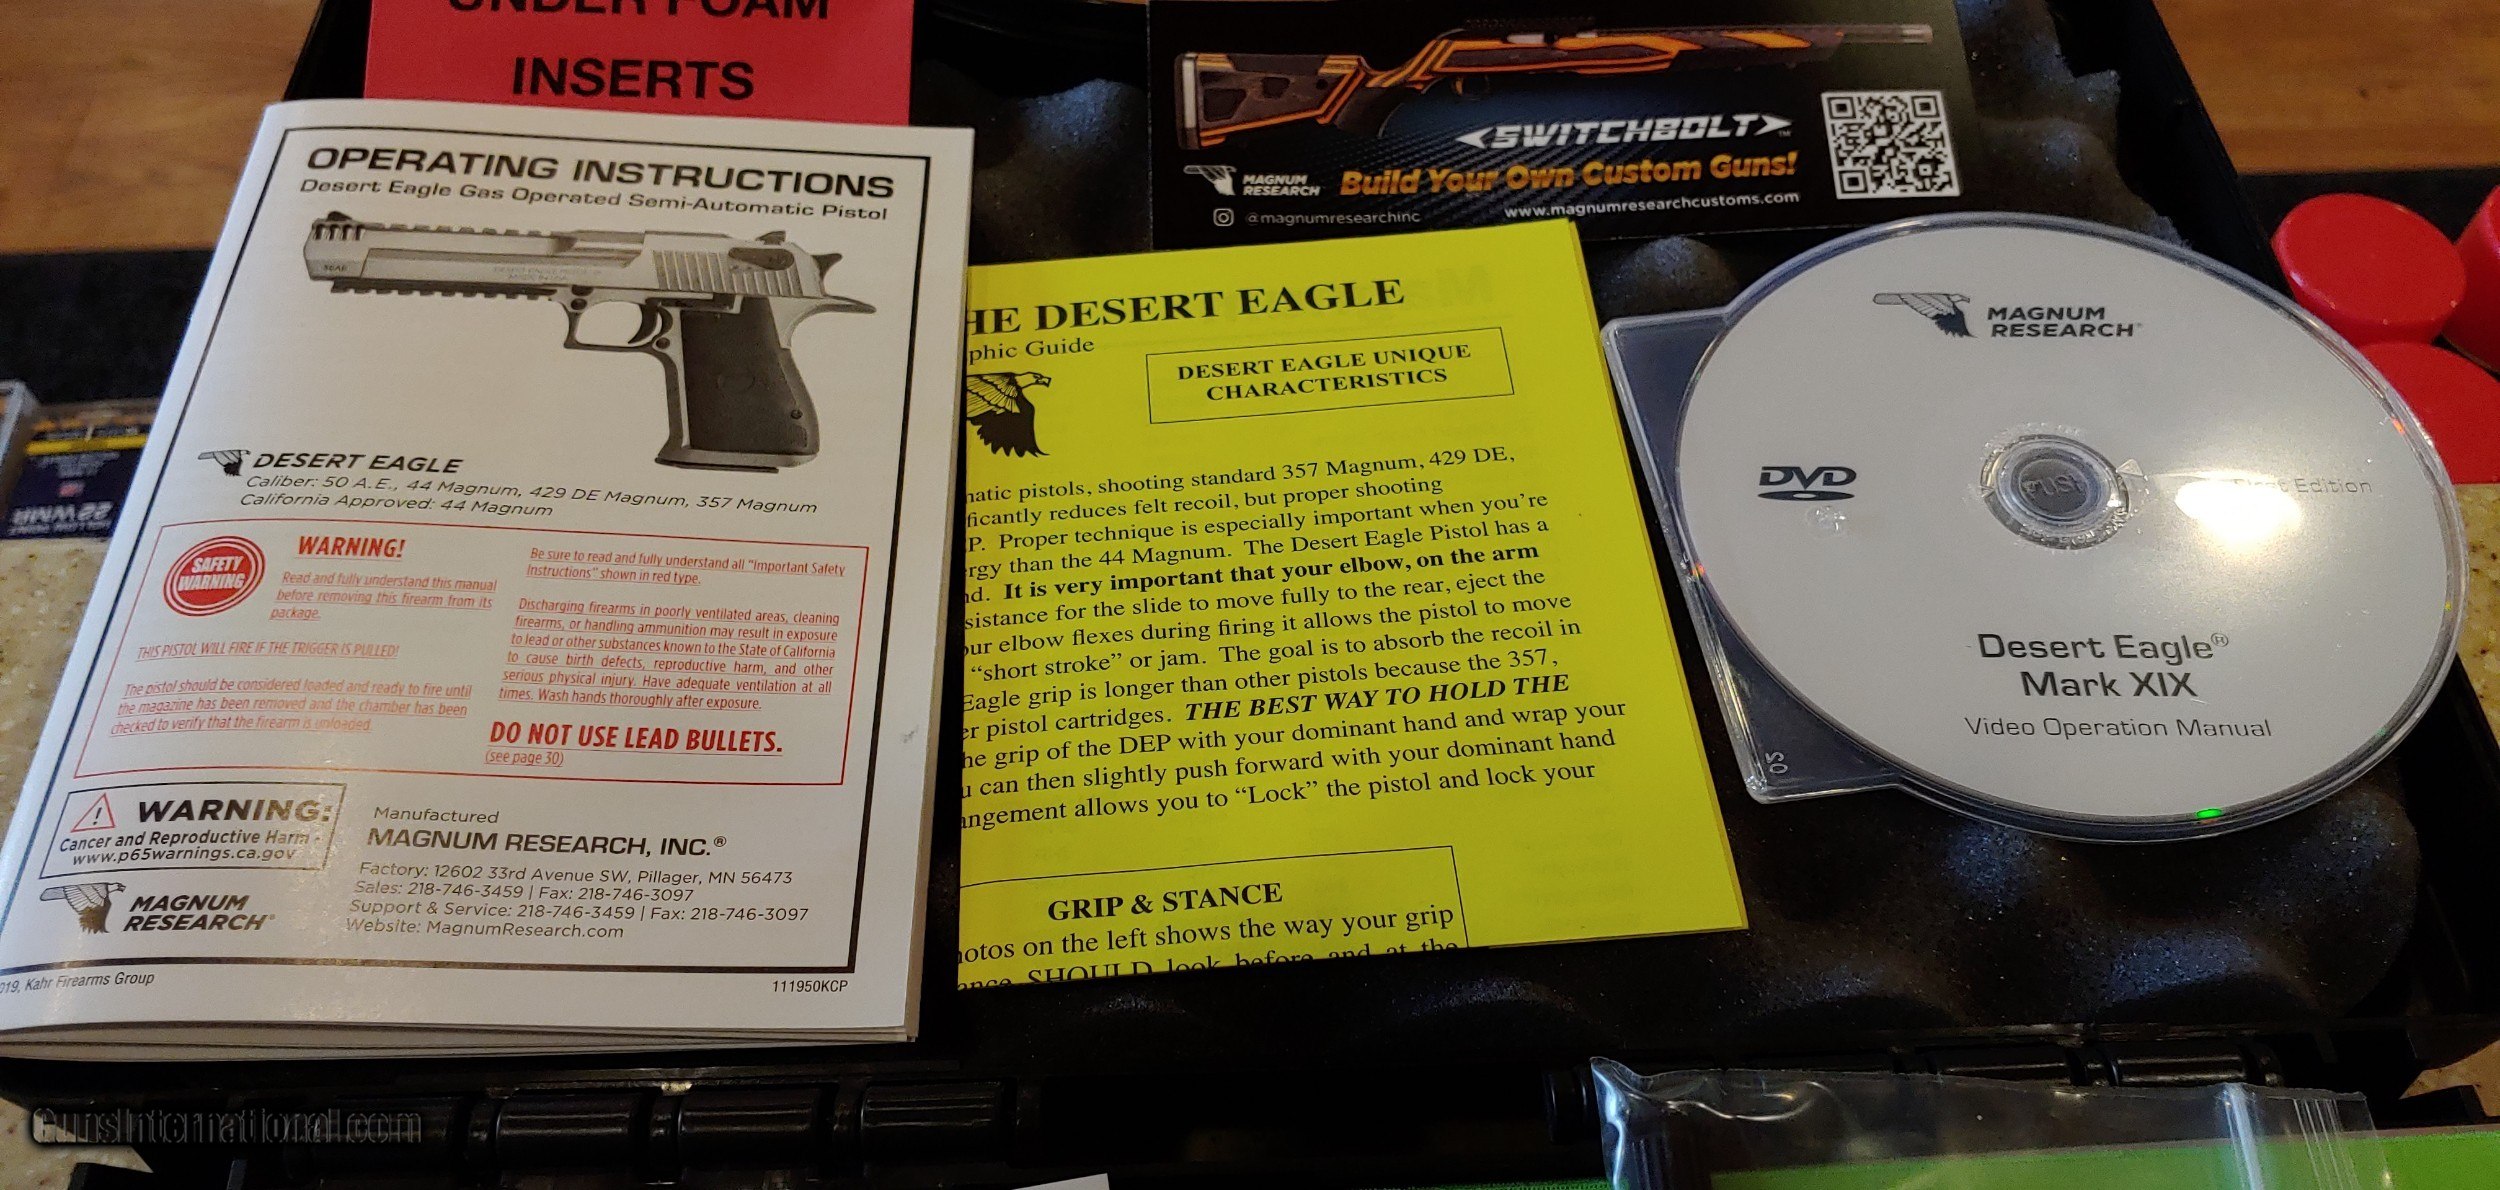 UNDER FOAM
INSERTS
OPERATING INSTRUCTIONS
Desert Eagle Gas Operated Semi-Automatic Pistol
50AE
DESERT EAGLE
Caliber: 50 A.E., 44 Magnum, 429 DE Magnum, 357 Magnum
California Approved: 44 Magnum
SAFETY
WARNING
WARNING!
Read and fully understand this manual
before removing this firearm from its
package.
THIS PISTOL WILL FIRE IF THE TRIGGER IS PULLED!
The pistol should be considered loaded and ready to fire until
the magazine has been removed and the chamber has been
checked to verify that the firearm is unloaded.
Be sure to read and fully understand all "Important Safety
Instructions" shown in red type.
Discharging firearms in poorly ventilated areas, cleaning
firearms, or handling ammunition may result in exposure
to lead or other substances known to the State of California
to cause birth defects, reproductive harm, and other
serious physical injury. Have adequate ventilation at all
times. Wash hands thoroughly after exposure.
DO NOT USE LEAD BULLETS.
(see page 30)
WARNING:
Cancer and Reproductive Harm -
www.p65warnings.ca.gov
MAGNUM
RESEARCH®
Manufactured
MAGNUM RESEARCH, INC.®
Factory: 12602 33rd Avenue SW, Pillager, MN 56473
Sales: 218-746-3459 | Fax: 218-746-3097
Support & Service: 218-746-3459 | Fax: 218-746-3097
Website: MagnumResearch.com
019, Kahr Firearms Group
111950KCP
HE DESERT EAGLE
phic Guide
DESERT EAGLE UNIQUE
CHARACTERISTICS
natic pistols, shooting standard 357 Magnum, 429 DE,
ficantly reduces felt recoil, but proper shooting
P. Proper technique is especially important when you're
rgy than the 44 Magnum. The Desert Eagle Pistol has a
nd. It is very important that your elbow, on the arm
sistance for the slide to move fully to the rear, eject the
our elbow flexes during firing it allows the pistol to move
"short stroke" or jam. The goal is to absorb the recoil in
Eagle grip is longer than other pistols because the 357,
er pistol cartridges. THE BEST WAY TO HOLD THE
he grip of the DEP with your dominant hand and wrap your
u can then slightly push forward with your dominant hand
angement allows you to "Lock" the pistol and lock your
GRIP & STANCE
otos on the left shows the way your grip
ance SHOULD look before and at the
SWITCHBOLT™
MAGNUM
RESEARCH
Build Your Own Custom Guns!
@magnumresearchinc
www.magnumresearchcustoms.com
MAGNUM
RESEARCH®
DVD
PUSH
Edition
Desert Eagle®
Mark XIX
Video Operation Manual
GunsInternational.com